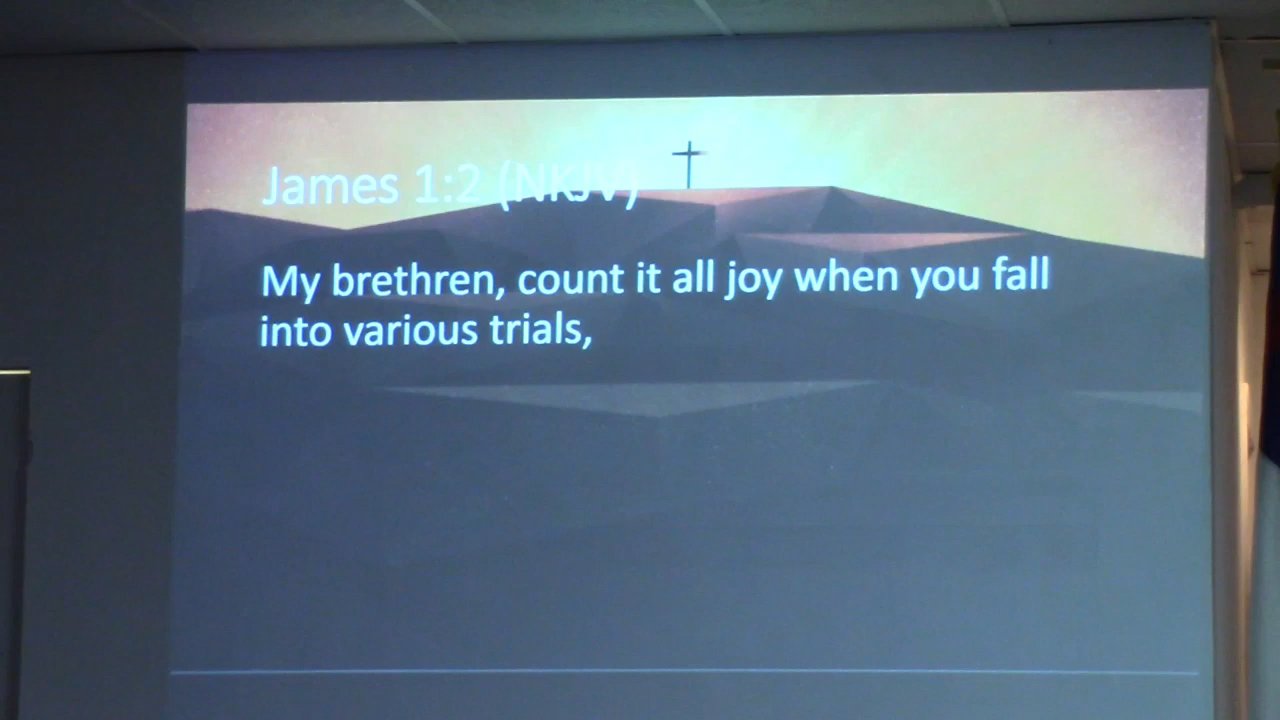 James 1:2 (NKJV)
My brethren, count it all joy when you fall
into various trials,